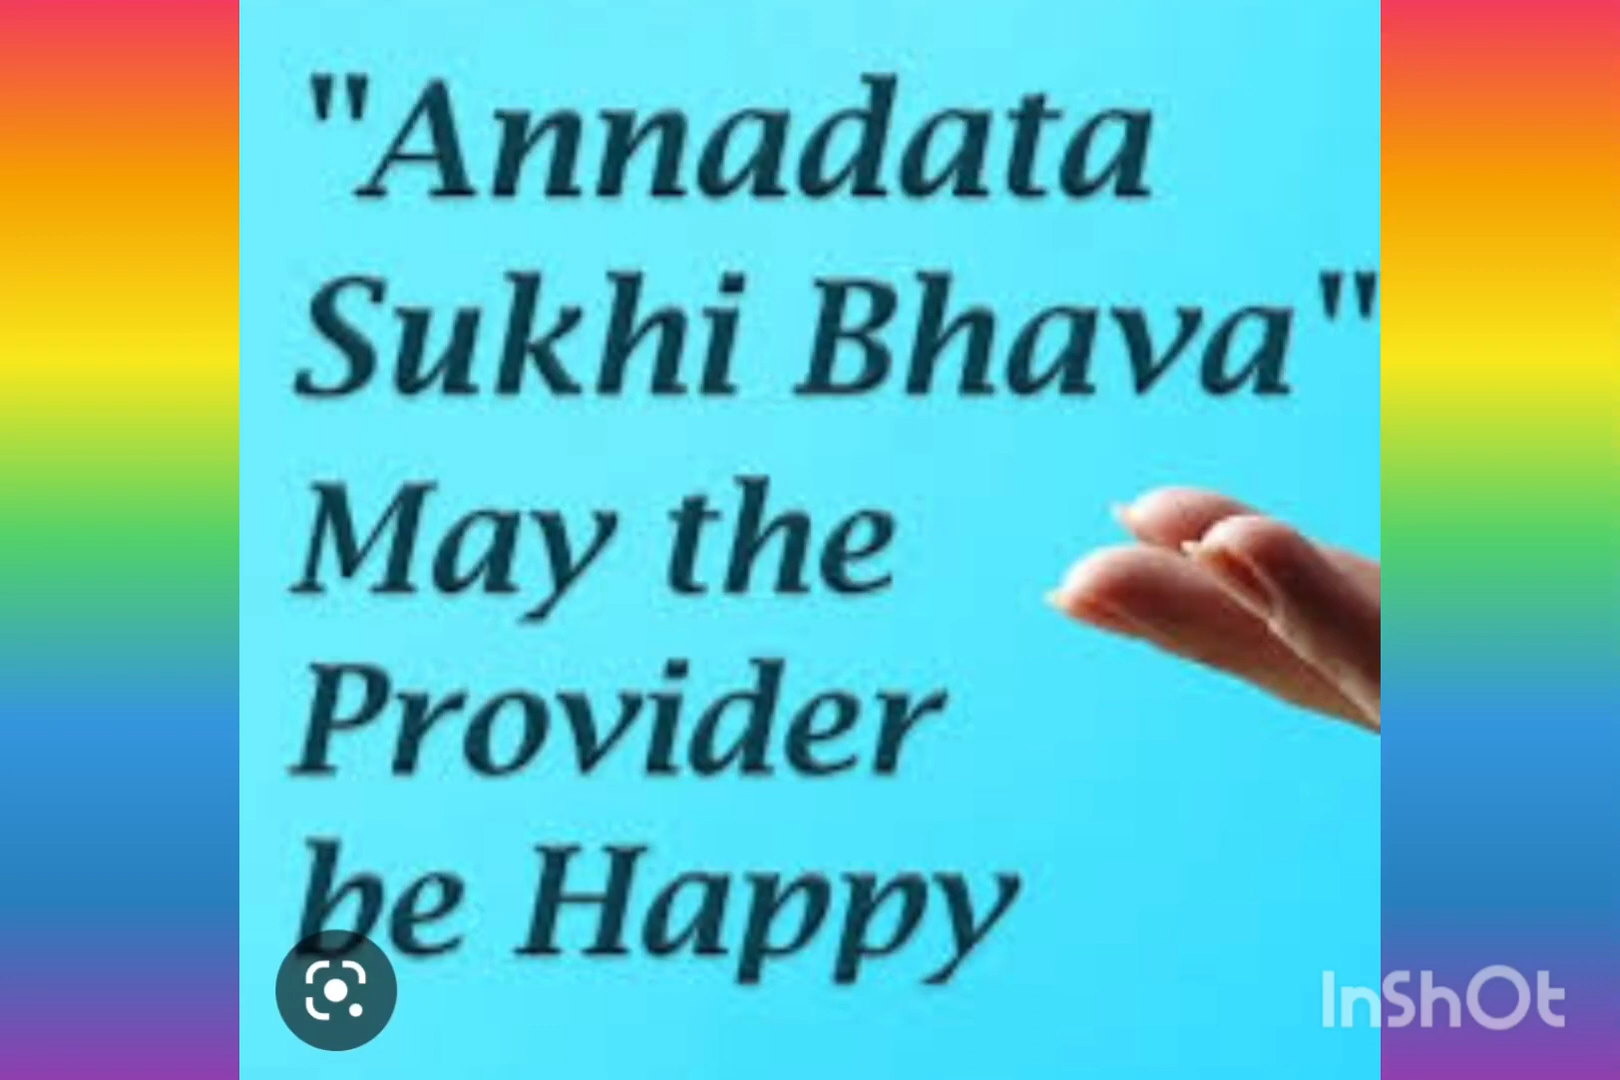 "Annadata
Sukhi Bhava"
May the
Provider
be Happy
InShOt